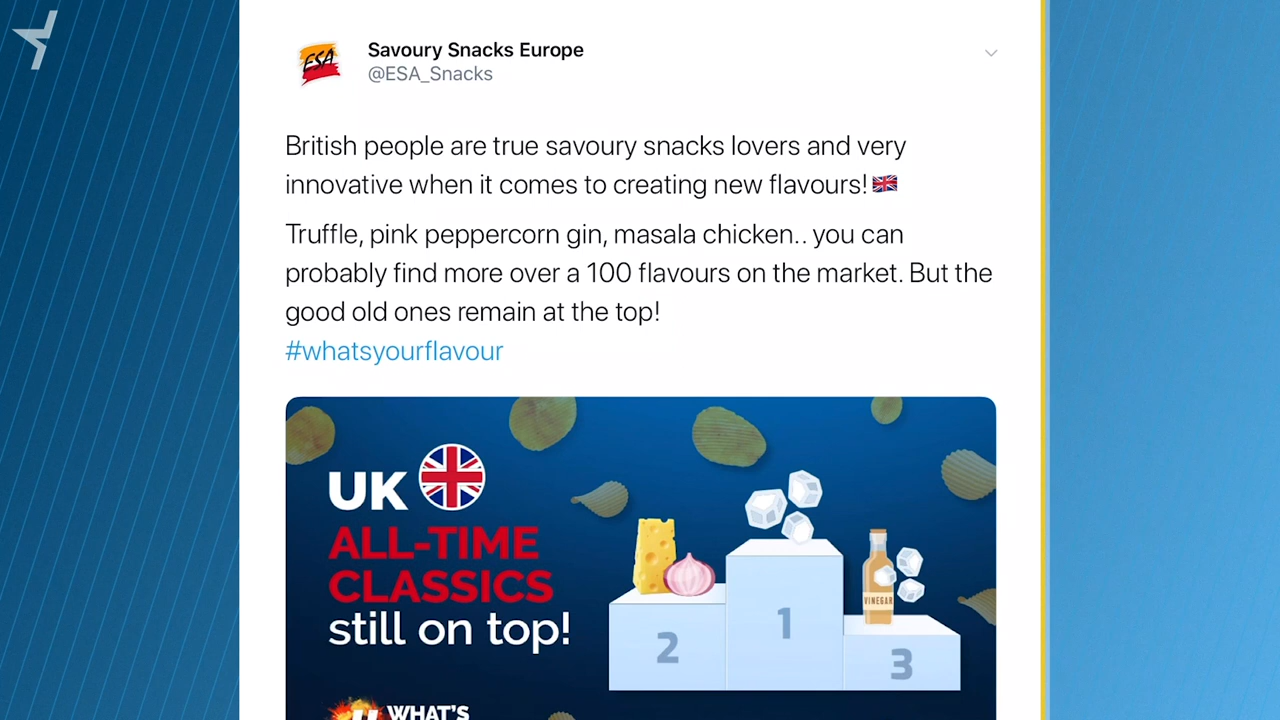 ESA
Savoury Snacks Europe
@ESA_Snacks
British people are true savoury snacks lovers and very
innovative when it comes to creating new flavours!🇬🇧
Truffle, pink peppercorn gin, masala chicken.. you can
probably find more over a 100 flavours on the market. But the
good old ones remain at the top!
#whatsyourflavour
UK
ALL-TIME
CLASSICS
still on top!
2
1
3
VINEGAR
WHAT'S